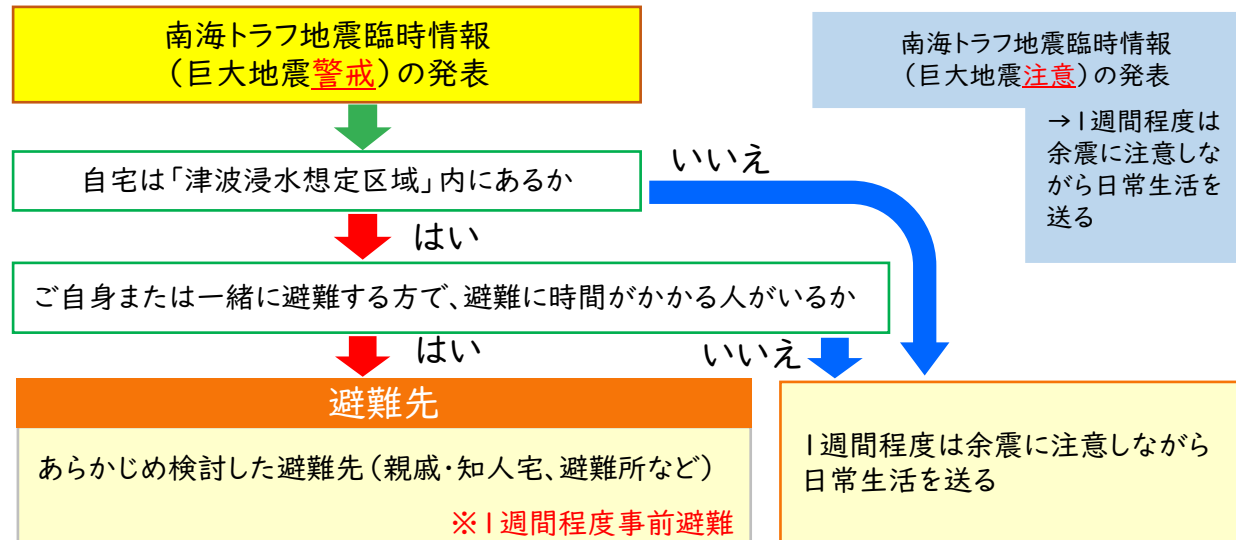 南海トラフ地震臨時情報
（巨大地震警戒）の発表
南海トラフ地震臨時情報
（巨大地震注意）の発表
→1週間程度は
余震に注意しな
がら日常生活を
送る
自宅は「津波浸水想定区域」内にあるか
いいえ
はい
ご自身または一緒に避難する方で、避難に時間がかかる人がいるか
はい
いいえ
避難先
あらかじめ検討した避難先（親戚・知人宅、避難所など）
※1週間程度事前避難
1週間程度は余震に注意しながら
日常生活を送る